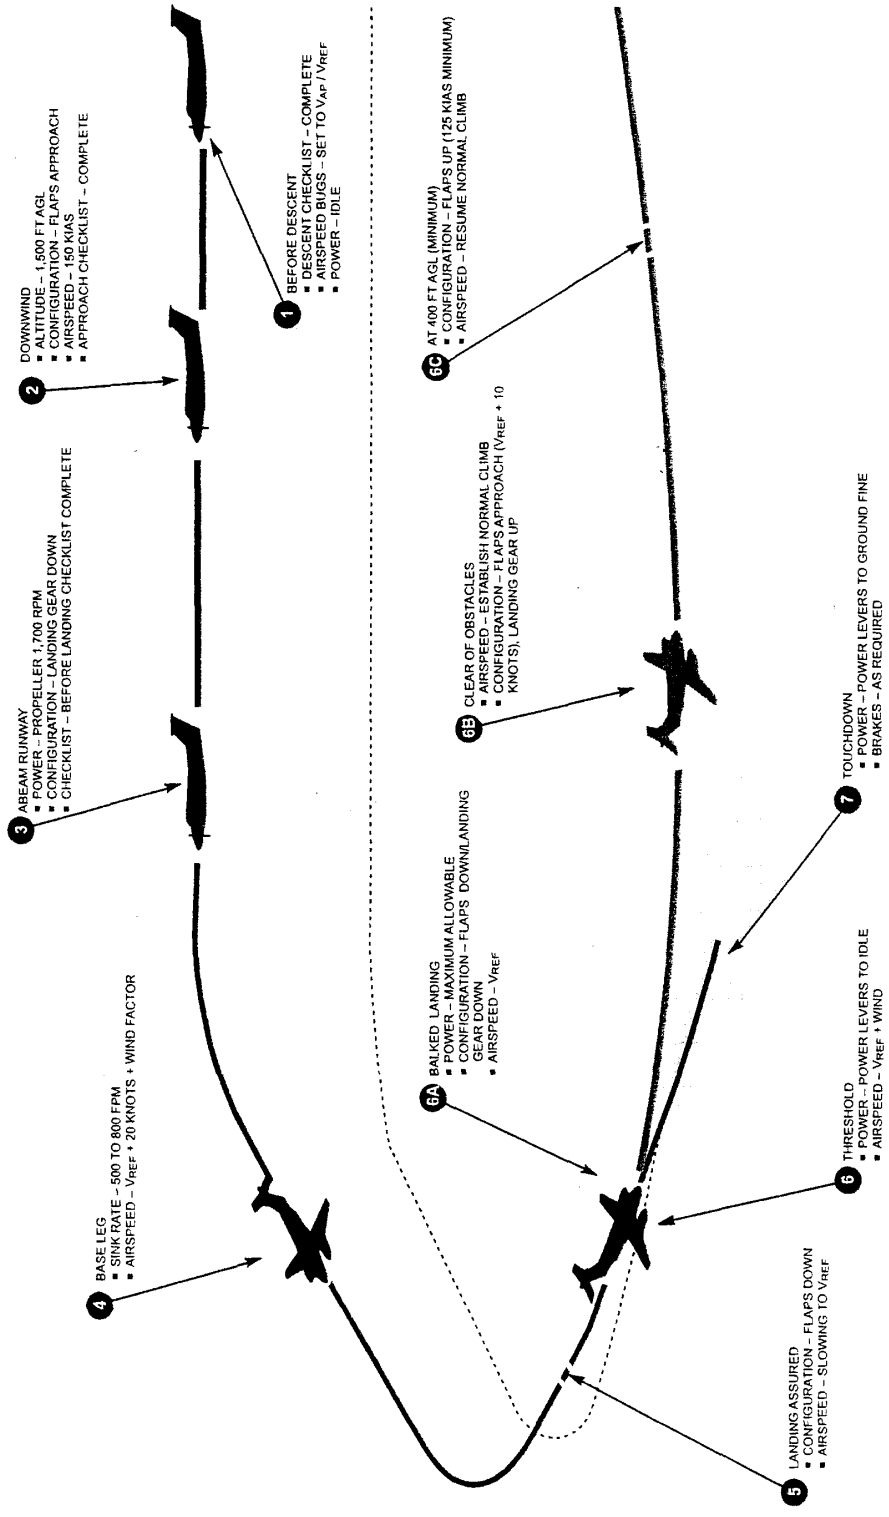 1
BEFORE DESCENT
▪ DESCENT CHECKLIST – COMPLETE
▪ AIRSPEED BUGS – SET TO VAP / VREF
▪ POWER – IDLE
2
DOWNWIND
▪ ALTITUDE – 1,500 FT AGL
▪ CONFIGURATION – FLAPS APPROACH
▪ AIRSPEED – 150 KIAS
▪ APPROACH CHECKLIST – COMPLETE
3
ABEAM RUNWAY
▪ POWER – PROPELLER 1,700 RPM
▪ CONFIGURATION – LANDING GEAR DOWN
▪ CHECKLIST – BEFORE LANDING CHECKLIST COMPLETE
4
BASE LEG
▪ SINK RATE – 500 TO 800 FPM
▪ AIRSPEED – VREF + 20 KNOTS + WIND FACTOR
5
LANDING ASSURED
▪ CONFIGURATION – FLAPS DOWN
▪ AIRSPEED – SLOWING TO VREF
6
THRESHOLD
▪ POWER – POWER LEVERS TO IDLE
▪ AIRSPEED – VREF + WIND
6A
BALKED LANDING
▪ POWER – MAXIMUM ALLOWABLE
▪ CONFIGURATION – FLAPS DOWN/LANDING
GEAR DOWN
▪ AIRSPEED – VREF
6B
CLEAR OF OBSTACLES
▪ AIRSPEED – ESTABLISH NORMAL CLIMB
▪ CONFIGURATION – FLAPS APPROACH (VREF + 10
KNOTS), LANDING GEAR UP
6C
AT 400 FT AGL (MINIMUM)
▪ CONFIGURATION – FLAPS UP (125 KIAS MINIMUM)
▪ AIRSPEED – RESUME NORMAL CLIMB
7
TOUCHDOWN
▪ POWER – POWER LEVERS TO GROUND FINE
▪ BRAKES – AS REQUIRED